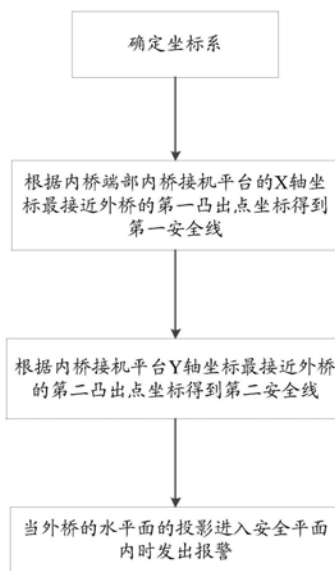 确定坐标系
根据内桥端部内桥接机平台的X轴坐
标最接近外桥的第一凸出点坐标得到
第一安全线
根据内桥接机平台Y轴坐标最接近外桥
的第二凸出点坐标得到第二安全线
当外桥的水平面的投影进入安全平面
内时发出报警